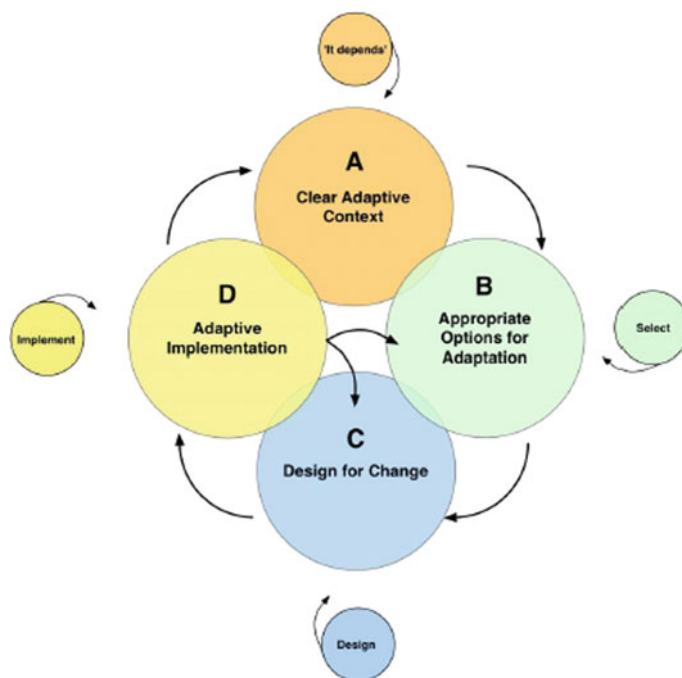 'It depends'
A
Clear Adaptive
Context
D
Adaptive
Implementation
B
Appropriate
Options for
Adaptation
Implement
Select
C
Design for Change
Design